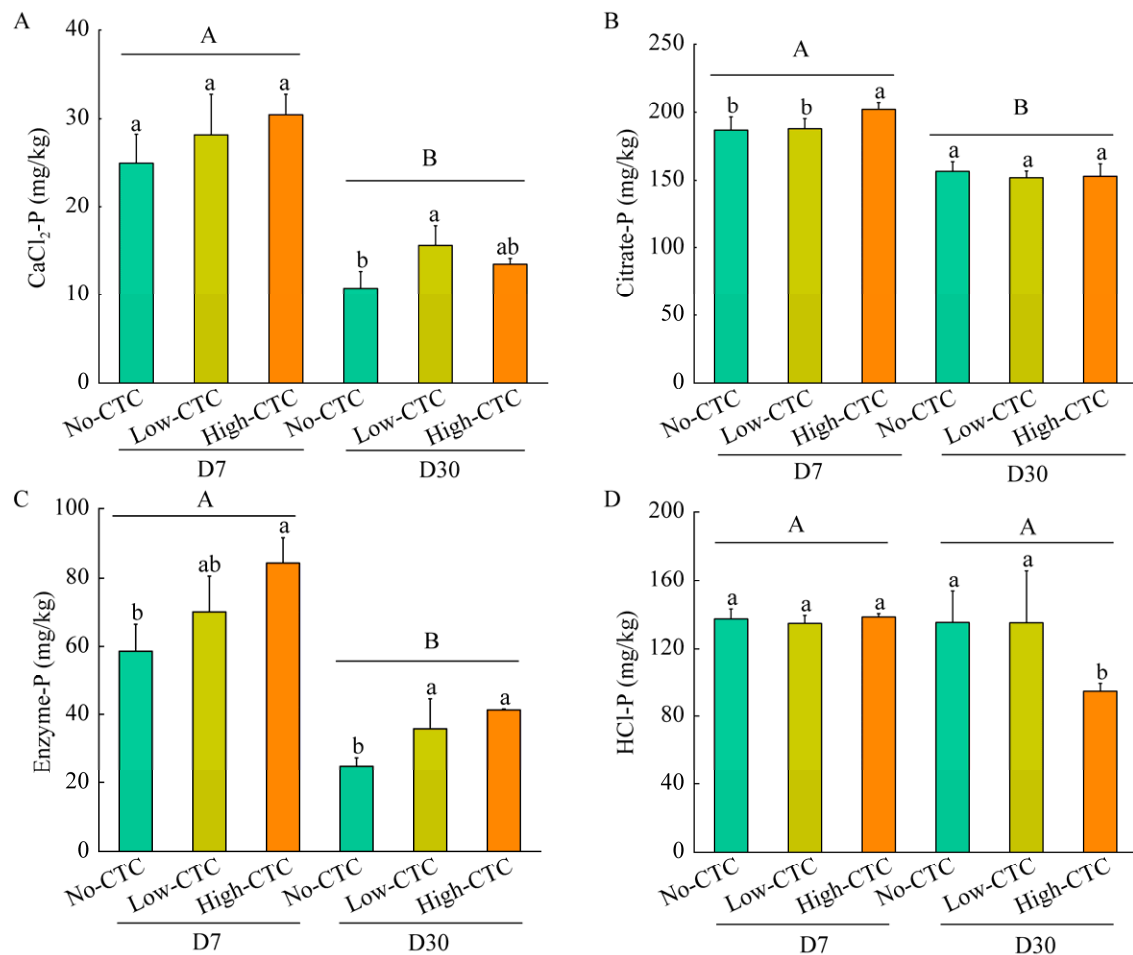 A
CaCl₂-P (mg/kg)
40
30
20
10
0
A
a
a
a
B
b
a
ab
No-CTC
Low-CTC
High-CTC
No-CTC
Low-CTC
High-CTC
D7
D30
B
Citrate-P (mg/kg)
250
200
150
100
50
0
A
b
b
a
B
a
a
a
No-CTC
Low-CTC
High-CTC
No-CTC
Low-CTC
High-CTC
D7
D30
C
Enzyme-P (mg/kg)
100
80
60
40
20
0
A
b
ab
a
B
b
a
a
No-CTC
Low-CTC
High-CTC
No-CTC
Low-CTC
High-CTC
D7
D30
D
HCl-P (mg/kg)
200
160
120
80
40
0
A
a
a
a
A
a
a
b
No-CTC
Low-CTC
High-CTC
No-CTC
Low-CTC
High-CTC
D7
D30